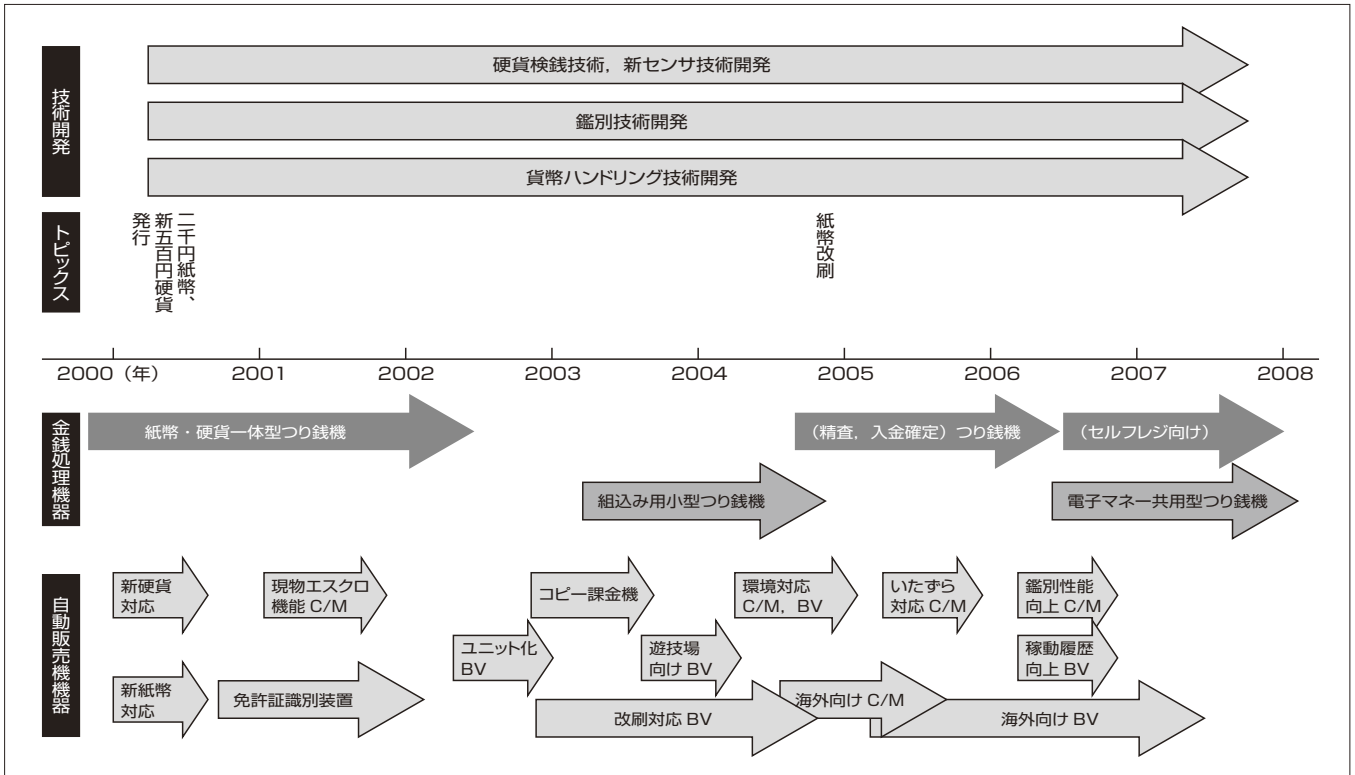 技術開発
硬貨検銭技術，新センサ技術開発
鑑別技術開発
貨幣ハンドリング技術開発
トピックス
二千円紙幣、
新五百円硬貨
発行
紙幣改刷
2000（年）
2001
2002
2003
2004
2005
2006
2007
2008
金銭処理機器
紙幣・硬貨一体型つり銭機
（精査，入金確定）つり銭機
（セルフレジ向け）
組込み用小型つり銭機
電子マネー共用型つり銭機
自動販売機機器
新硬貨
対応
現物エスクロ
機能 C/M
コピー課金機
環境対応
C/M，BV
いたずら
対応 C/M
鑑別性能
向上 C/M
ユニット化
BV
遊技場
向け BV
稼動履歴
向上 BV
新紙幣
対応
免許証識別装置
改刷対応 BV
海外向け C/M
海外向け BV